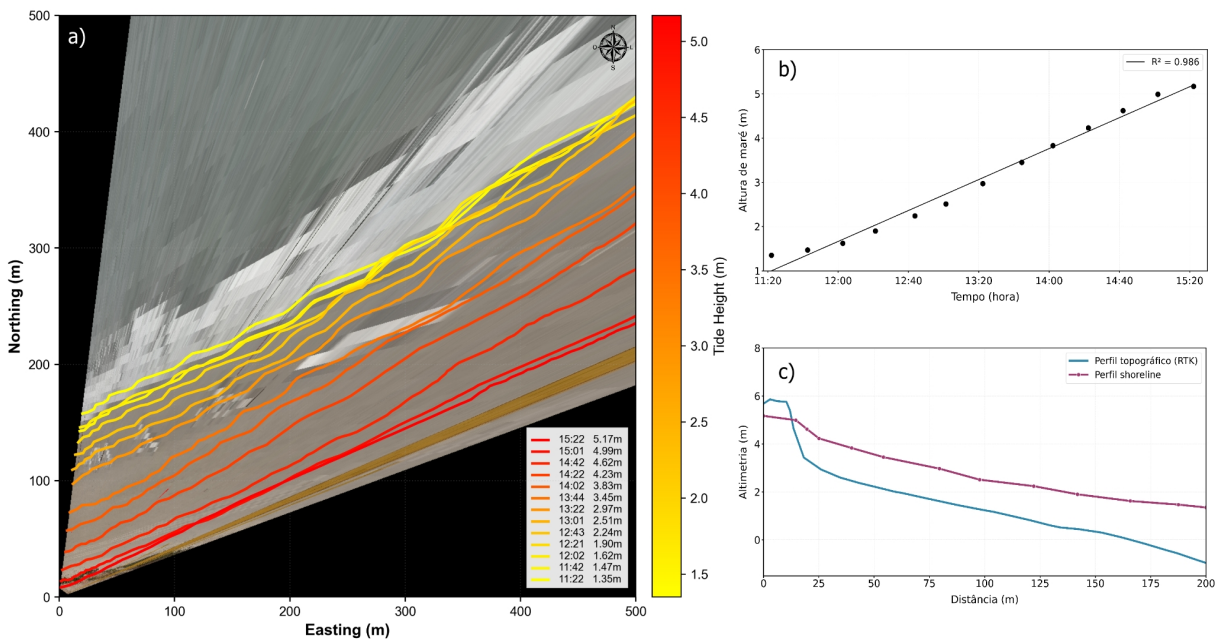 a)
N
O
L
S
500
400
300
200
100
0
Northing (m)
0
100
200
300
400
500
Easting (m)
15:22 5.17m
15:01 4.99m
14:42 4.62m
14:22 4.23m
14:02 3.83m
13:44 3.45m
13:22 2.97m
13:01 2.51m
12:43 2.24m
12:21 1.90m
12:02 1.62m
11:42 1.47m
11:22 1.35m
5.0
4.5
4.0
3.5
3.0
2.5
2.0
1.5
Tide Height (m)
b)
R² = 0.986
6
5
4
3
2
1
Altura de maré (m)
11:20
12:00
12:40
13:20
14:00
14:40
15:20
Tempo (hora)
c)
Perfil topográfico (RTK)
Perfil shoreline
8
6
4
2
0
Altimetria (m)
0
25
50
75
100
125
150
175
200
Distância (m)